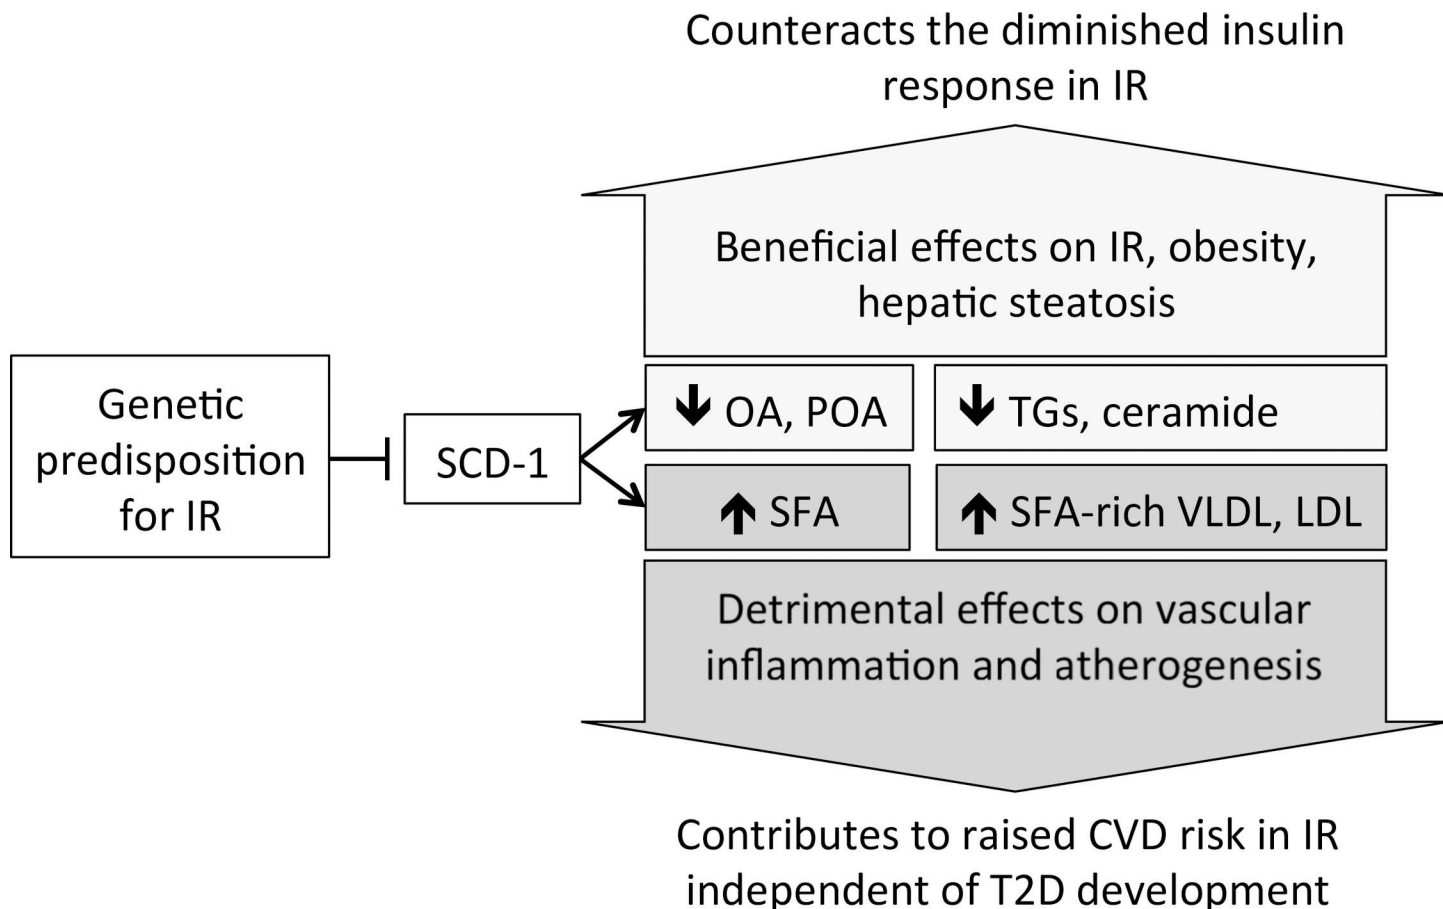 Counteracts the diminished insulin
response in IR
Beneficial effects on IR, obesity,
hepatic steatosis
Genetic
predisposition
for IR
SCD-1
🡳 OA, POA
🡳 TGs, ceramide
🡱 SFA
🡱 SFA-rich VLDL, LDL
Detrimental effects on vascular
inflammation and atherogenesis
Contributes to raised CVD risk in IR
independent of T2D development